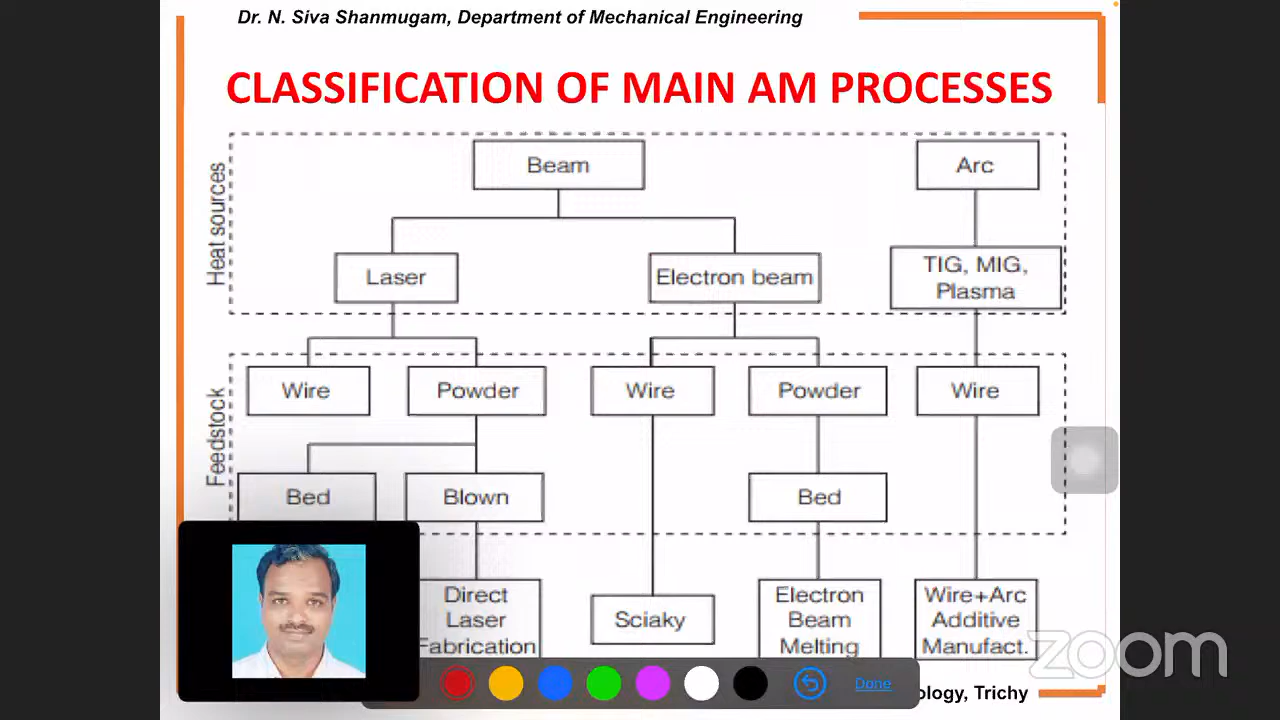 Dr. N. Siva Shanmugam, Department of Mechanical Engineering
CLASSIFICATION OF MAIN AM PROCESSES
Heat sources
Beam
Arc
Laser
Electron beam
TIG, MIG,
Plasma
Feedstock
Wire
Powder
Wire
Powder
Wire
Bed
Blown
Bed
Direct
Laser
Fabrication
Sciaky
Electron
Beam
Melting
Wire+Arc
Additive
Manufact.
zoom
Done
ology, Trichy